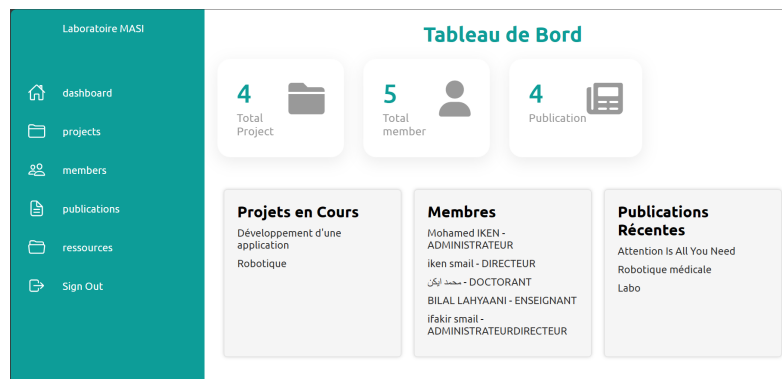 Laboratoire MASI
dashboard
projects
members
publications
ressources
Sign Out
Tableau de Bord
4
Total
Project
5
Total
member
4
Publication
Projets en Cours
Développement d'une
application
Robotique
Membres
Mohamed IKEN -
ADMINISTRATEUR
iken smail - DIRECTEUR
محمد ايكن - DOCTORANT
BILAL LAHYAANI - ENSEIGNANT
ifakir smail -
ADMINISTRATEURDIRECTEUR
Publications
Récentes
Attention Is All You Need
Robotique médicale
Labo